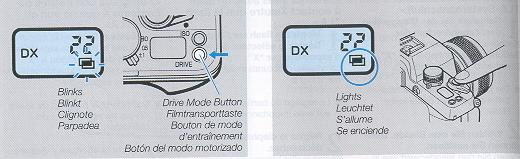 DX
22
Blinks
Blinkt
Clignote
Parpadea
ISO
DRIVE
Drive Mode Button
Filmtransporttaste
Bouton de mode
d'entraînement
Botón del modo motorizado
DX
22
Lights
Leuchtet
S'allume
Se enciende